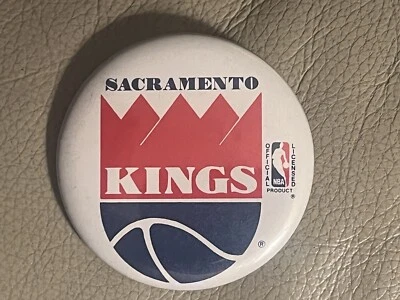 SACRAMENTO
KINGS
®
OFFICIAL
LICENSED
NBA
PRODUCT ®